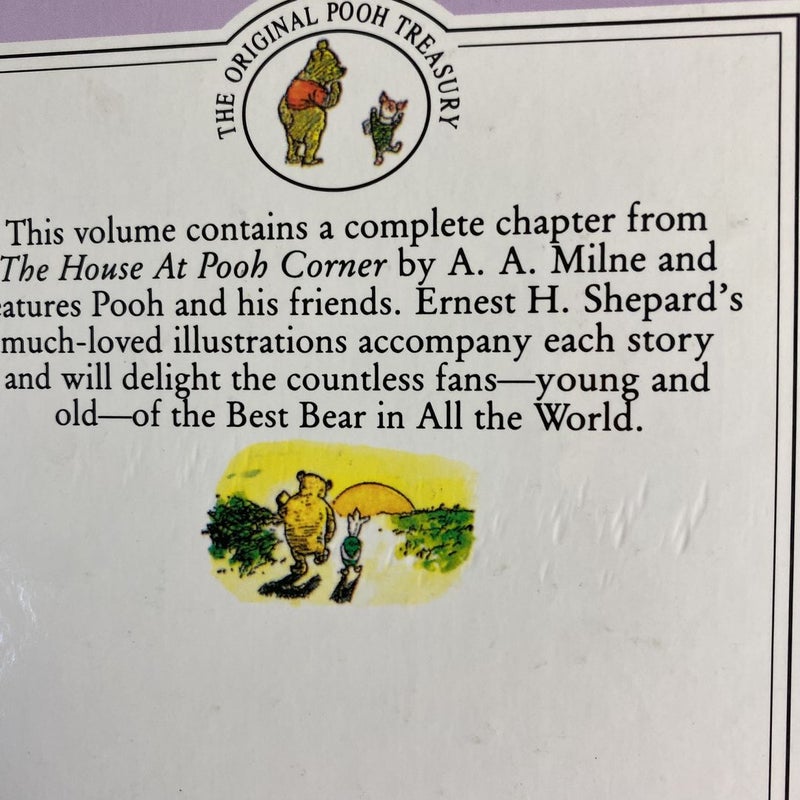 THE ORIGINAL POOH TREASURY
This volume contains a complete chapter from
The House At Pooh Corner by A. A. Milne and
eatures Pooh and his friends. Ernest H. Shepard's
much-loved illustrations accompany each story
and will delight the countless fans—young and
old—of the Best Bear in All the World.